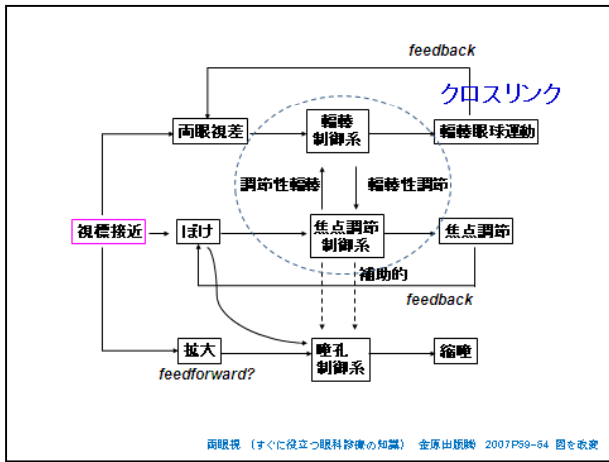 feedback
クロスリンク
両眼視差
輻輳
制御系
輻輳眼球運動
調節性輻輳
輻輳性調節
視標接近
ぼけ
焦点調節
制御系
焦点調節
補助的
feedback
拡大
瞳孔
制御系
縮瞳
feedforward?
両眼視 (すぐに役立つ眼科診療の知識) 金原出版㈱ 2007P59-64 図を改変